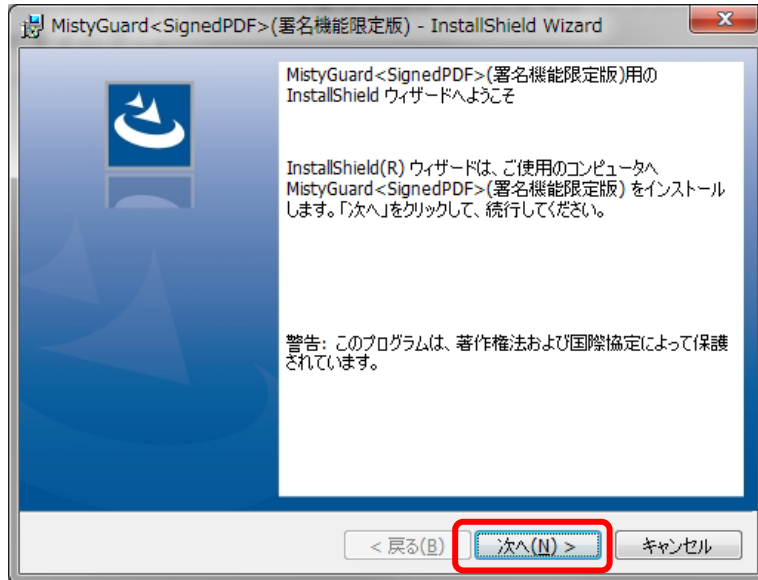 MistyGuard<SignedPDF>(署名機能限定版) - InstallShield Wizard
MistyGuard<SignedPDF>(署名機能限定版)用の
InstallShield ウィザードへようこそ
InstallShield(R) ウィザードは、ご使用のコンピュータへ
MistyGuard<SignedPDF>(署名機能限定版) をインストール
します。「次へ」をクリックして、続行してください。
警告: このプログラムは、著作権法および国際協定によって保護
されています。
< 戻る(B) 次へ(N) > キャンセル